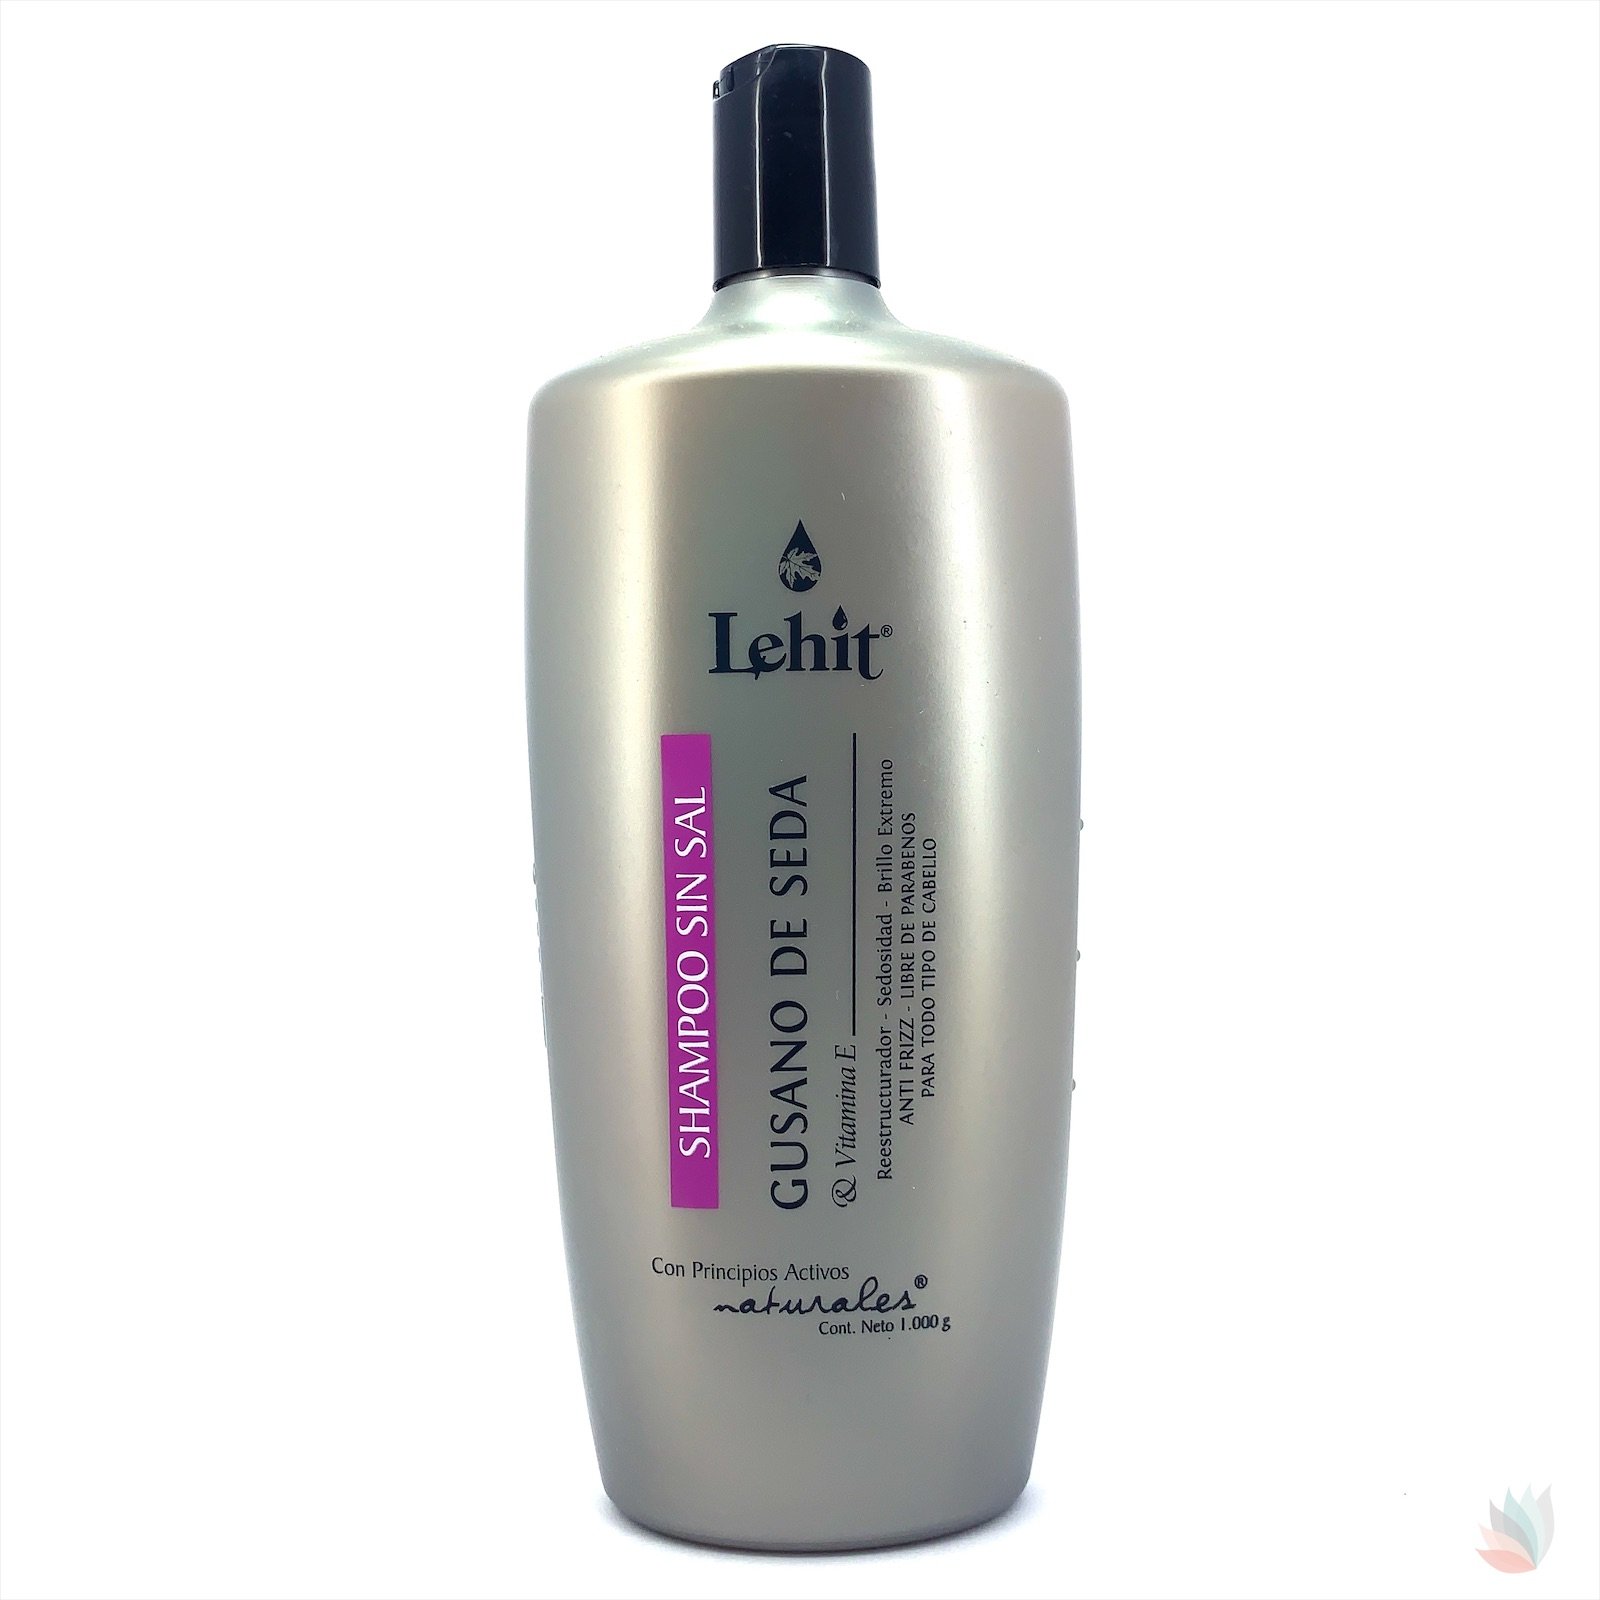 Lehit®
SHAMPOO SIN SAL
GUSANO DE SEDA
& Vitamina E
Reestructurador - Sedosidad - Brillo Extremo
ANTI FRIZZ - LIBRE DE PARABENOS
PARA TODO TIPO DE CABELLO
Con Principios Activos
naturales®
Cont. Neto 1.000 g